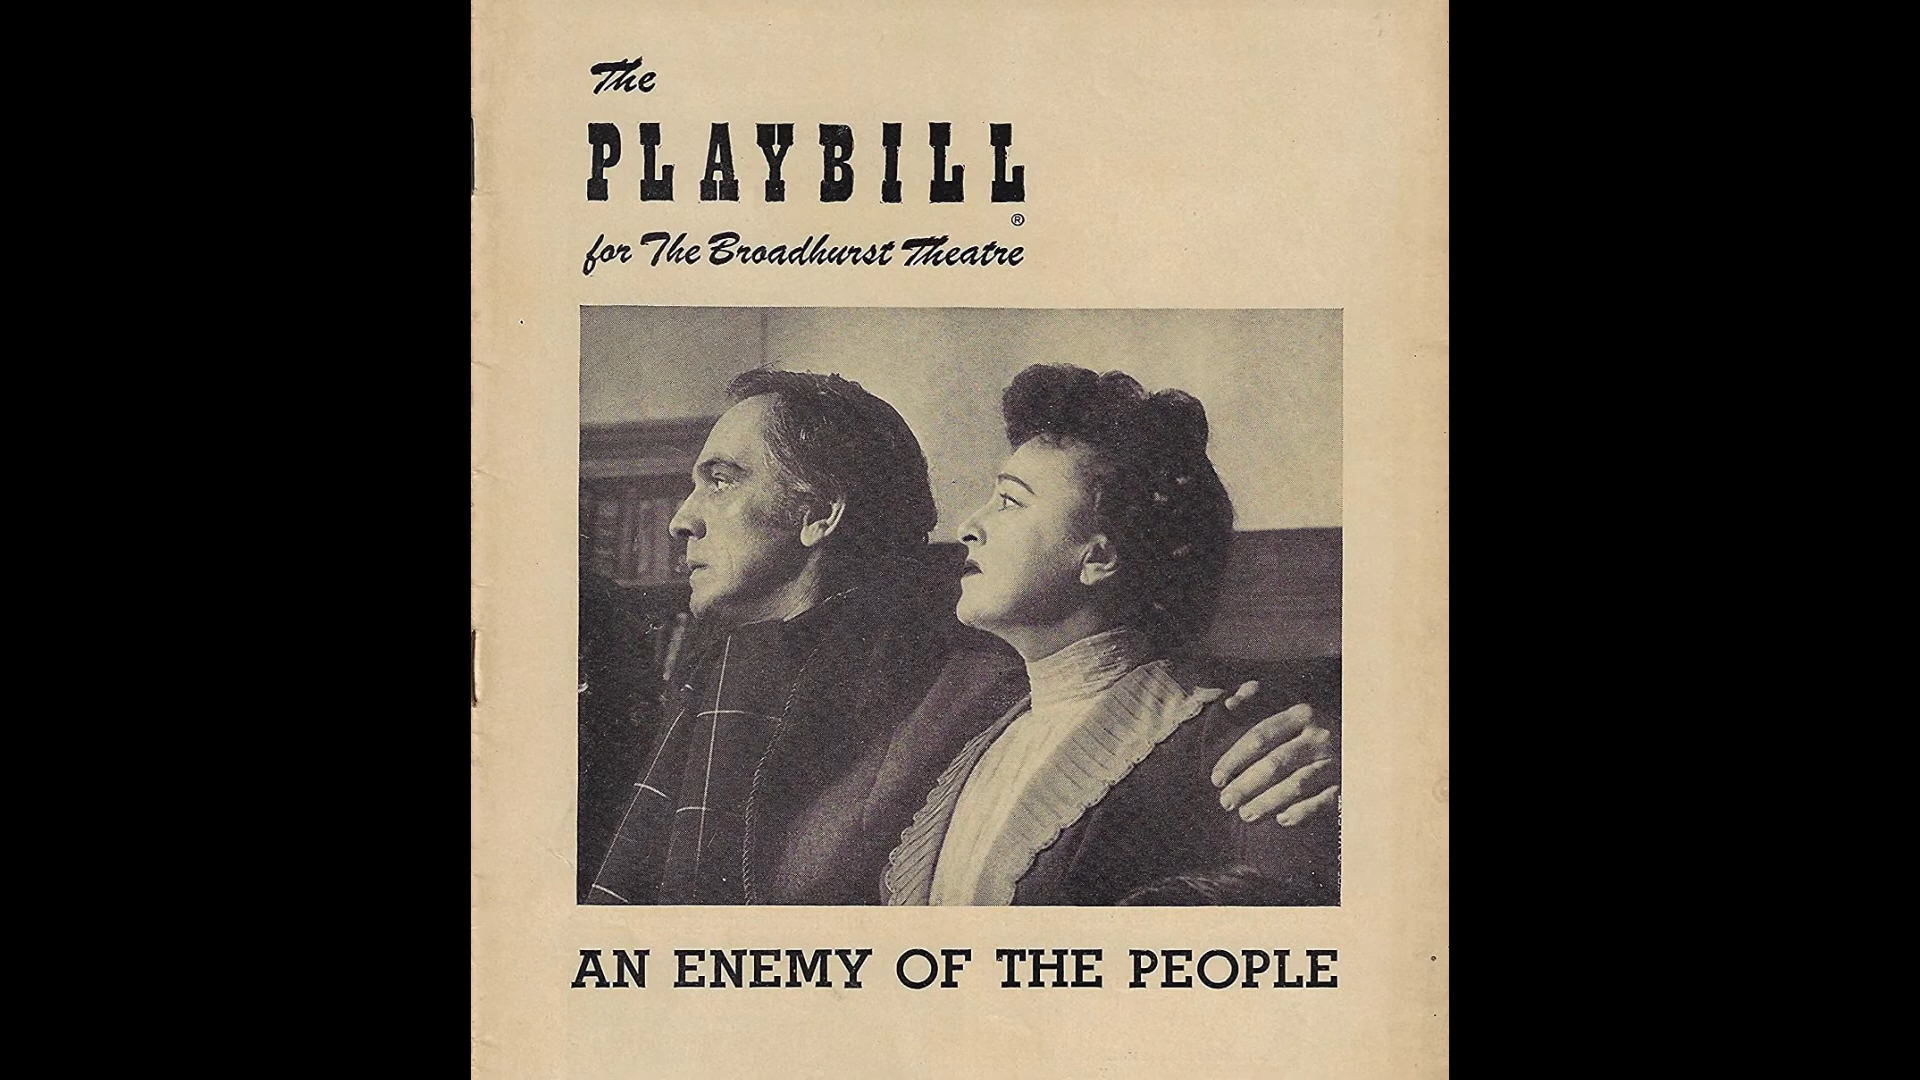 The
PLAYBILL
®
for The Broadhurst Theatre
AN ENEMY OF THE PEOPLE